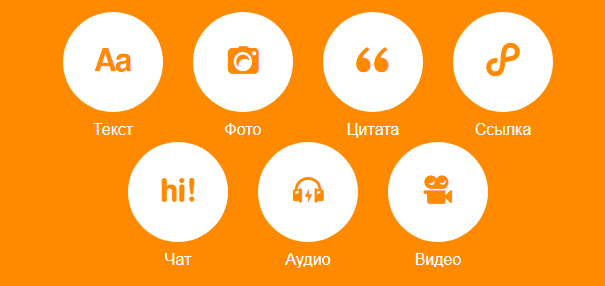 Aa
Текст
Фото
Цитата
Ссылка
hi!
Чат
Аудио
Видео